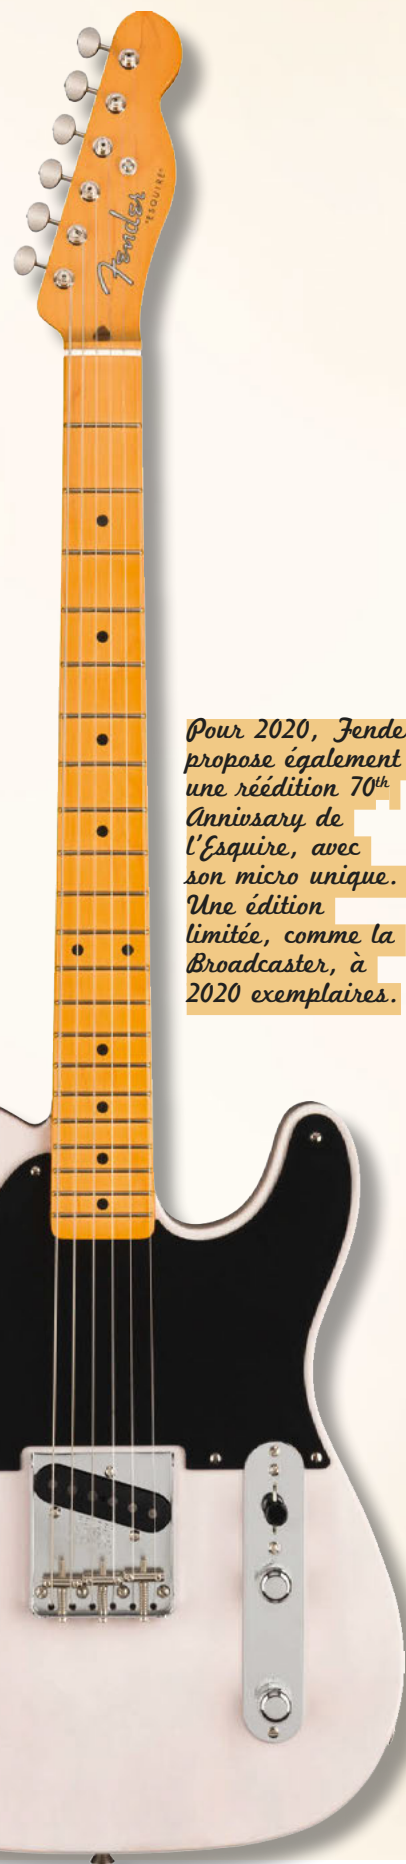 Fender
"ESQUIRE"
Pour 2020, Fende
propose également
une réédition 70th
Annivsary de
l'Esquire, avec
son micro unique.
Une édition
limitée, comme la
Broadcaster, à
2020 exemplaires.